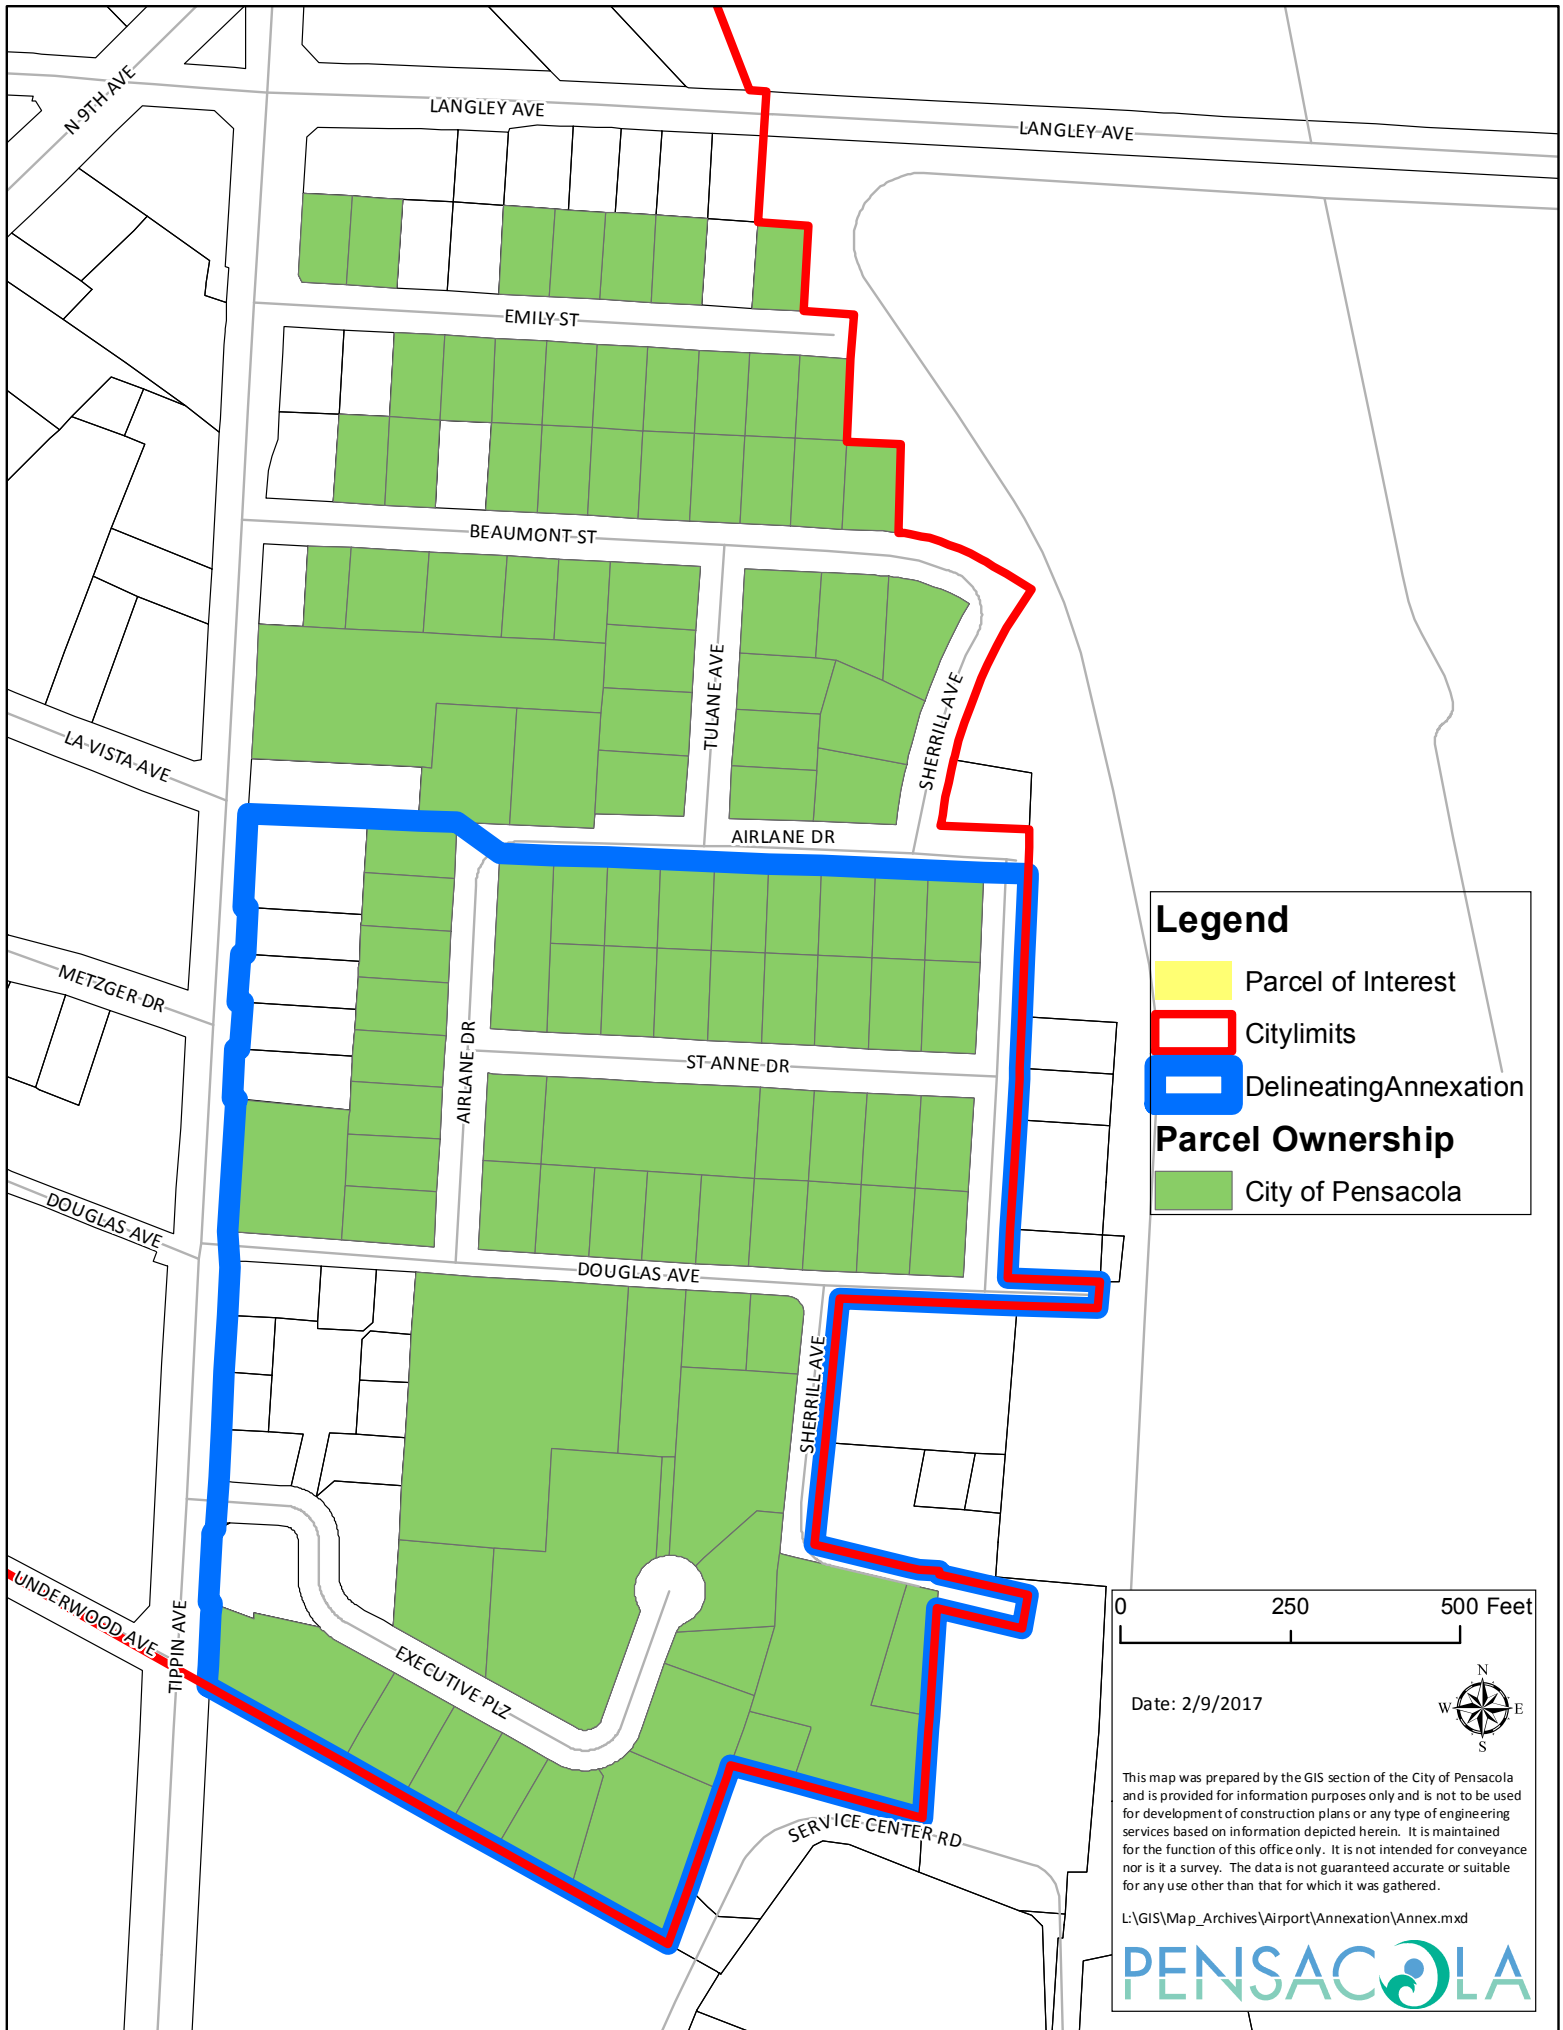 N 9TH AVE
LANGLEY AVE
LANGLEY AVE
EMILY ST
BEAUMONT ST
TULANE AVE
SHERRILL AVE
LA VISTA AVE
AIRLANE DR
METZGER DR
AIRLANE DR
ST ANNE DR
DOUGLAS AVE
DOUGLAS AVE
SHERRILL AVE
UNDERWOOD AVE
TIPPIN AVE
EXECUTIVE PLZ
SERVICE CENTER RD
Legend
Parcel of Interest
Citylimits
DelineatingAnnexation
Parcel Ownership
City of Pensacola
0 250 500 Feet
Date: 2/9/2017
N
W E
S
This map was prepared by the GIS section of the City of Pensacola
and is provided for information purposes only and is not to be used
for development of construction plans or any type of engineering
services based on information depicted herein. It is maintained
for the function of this office only. It is not intended for conveyance
nor is it a survey. The data is not guaranteed accurate or suitable
for any use other than that for which it was gathered.
L:\GIS\Map_Archives\Airport\Annexation\Annex.mxd
PENSACOLA